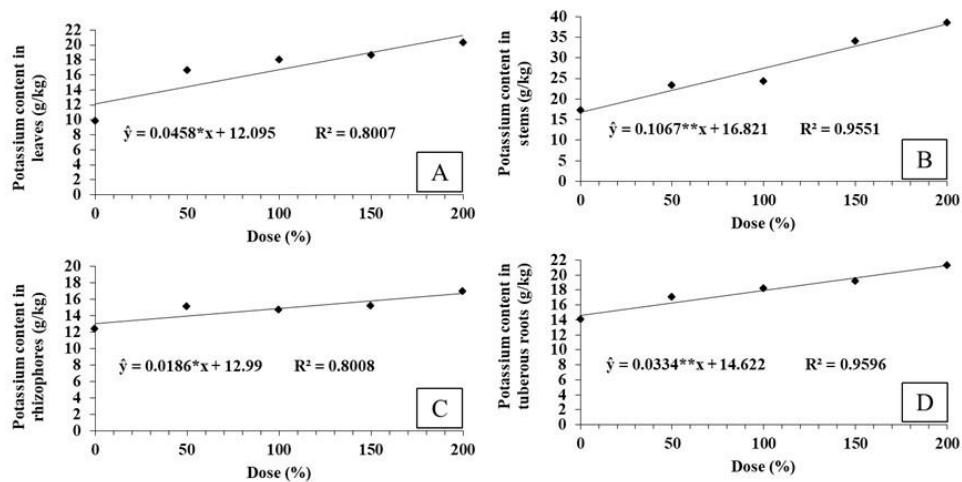 Potassium content in
leaves (g/kg)
22
20
18
16
14
12
10
8
6
4
2
0
ŷ = 0.0458*x + 12.095 R² = 0.8007
A
0 50 100 150 200
Dose (%)
Potassium content in
stems (g/kg)
40
35
30
25
20
15
10
5
0
ŷ = 0.1067**x + 16.821 R² = 0.9551
B
0 50 100 150 200
Dose (%)
Potassium content in
rhizophores (g/kg)
20
18
16
14
12
10
8
6
4
2
0
ŷ = 0.0186*x + 12.99 R² = 0.8008
C
0 50 100 150 200
Dose (%)
Potassium content in
tuberous roots (g/kg)
22
20
18
16
14
12
10
8
6
4
2
0
ŷ = 0.0334**x + 14.622 R² = 0.9596
D
0 50 100 150 200
Dose (%)